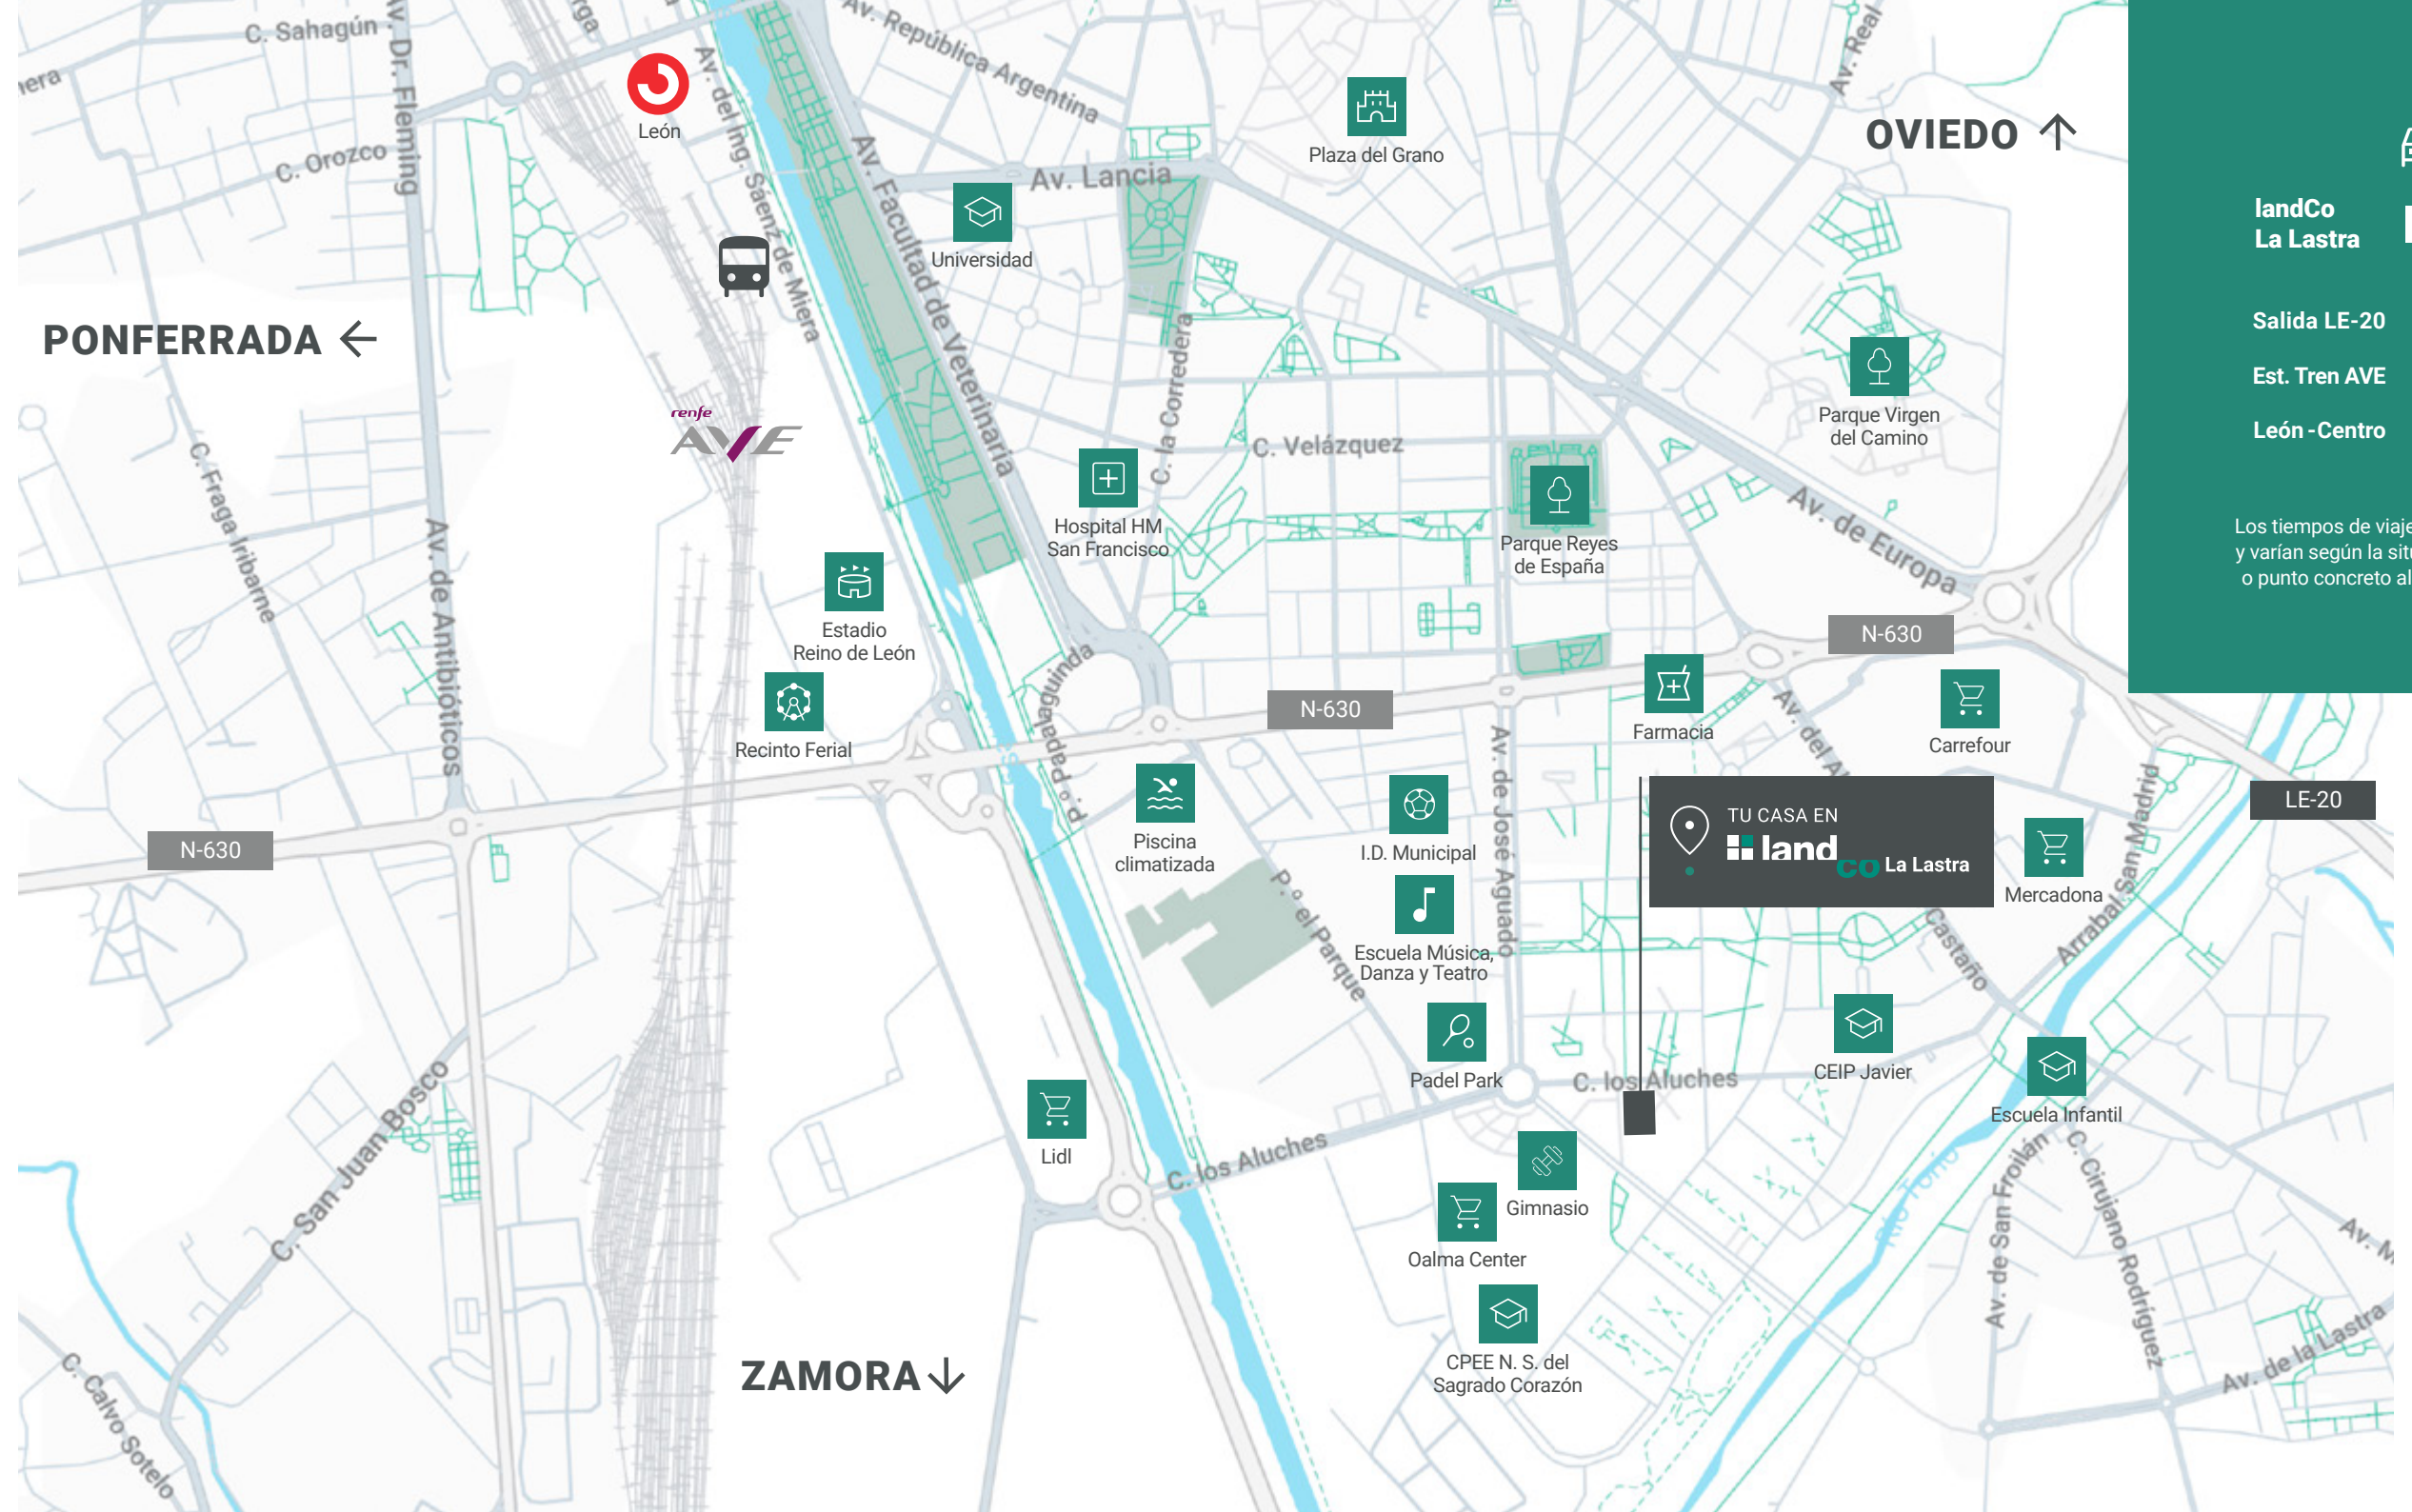 C. Sahagún
Av. Dr. Fleming
C. Orozco
León
Av. del Ing. Sáenz de Miera
Av. República Argentina
Av. Facultad de Veterinaria
Av. Lancia
Universidad
Plaza del Grano
Av. Real
OVIEDO ↑
landCo
La Lastra
Salida LE-20
Est. Tren AVE
León - Centro
Los tiempos de viaje
y varían según la
o punto concreto
PONFERRADA ←
renfe
AVE
C. Fraga Iribarne
Av. de Antibióticos
C. la Corredera
C. Velázquez
Hospital HM
San Francisco
Parque Reyes
de España
Parque Virgen
del Camino
Av. de Europa
Estadio
Reino de León
Recinto Ferial
P.º Papalaguinda
N-630
N-630
N-630
Farmacia
Carrefour
Av. del
Castaño
LE-20
Piscina
climatizada
I.D. Municipal
Av. de José Aguado
TU CASA EN
landco La Lastra
Mercadona
Arrabal San Madrid
P.º el Parque
Escuela Música,
Danza y Teatro
Padel Park
C. los Aluches
CEIP Javier
Escuela Infantil
C. San Juan Bosco
Lidl
C. los Aluches
Gimnasio
Oalma Center
Río Torío
Av. de San Froilán
C. Cirujano Rodríguez
CPEE N. S. del
Sagrado Corazón
Av. de la Lastra
ZAMORA ↓
C. Calvo Sotelo